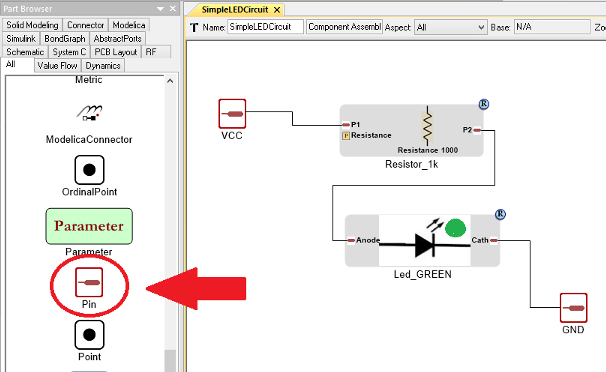 Part Browser
Solid Modeling Connector Modelica
Simulink BondGraph AbstractPorts
Schematic System C PCB Layout RF
All Value Flow Dynamics
Metric
ModelicaConnector
OrdinalPoint
Parameter
Parameter
Pin
Point
SimpleLEDCircuit
T Name: SimpleLEDCircuit Component Assembl Aspect: All Base: N/A Zoo
VCC
P1
P Resistance
P2
Resistance 1000
R
Resistor_1k
R
Anode
Cath
Led_GREEN
GND